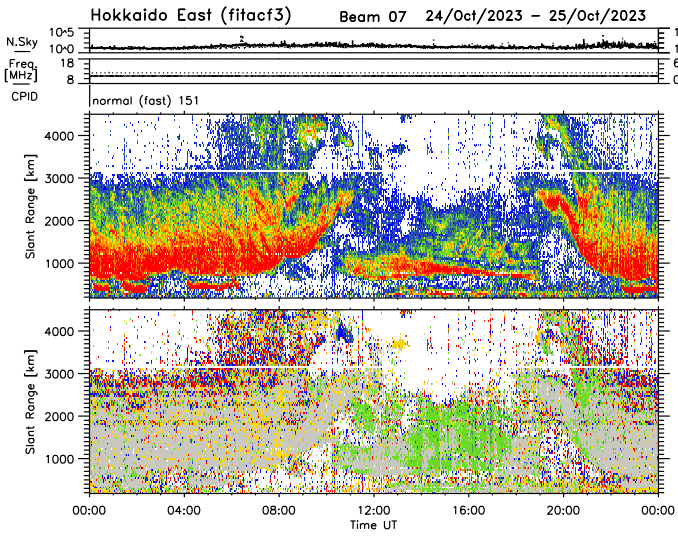 Hokkaido East (fitacf3) Beam 07 24/Oct/2023 - 25/Oct/2023
N.Sky 10^5
10^0
Freq. 18
[MHz] 8
CPID normal (fast) 151
Slant Range [km]
4000
3000
2000
1000
Slant Range [km]
4000
3000
2000
1000
00:00 04:00 08:00 12:00 16:00 20:00 00:00
Time UT